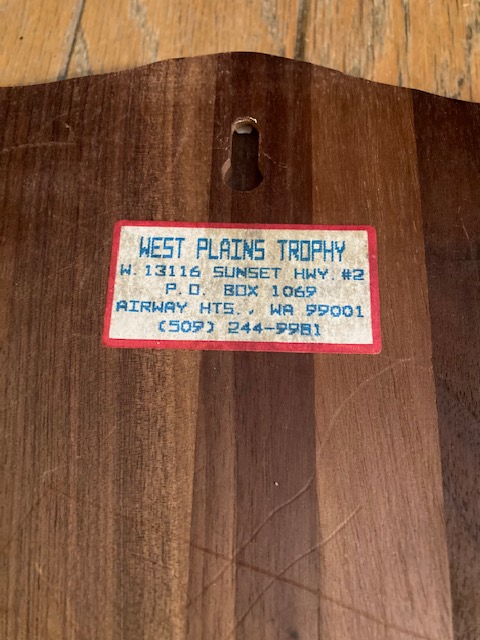 WEST PLAINS TROPHY
W. 13116 SUNSET HWY. #2
P.O. BOX 1069
AIRWAY HTS., WA 99001
(509) 244-9981